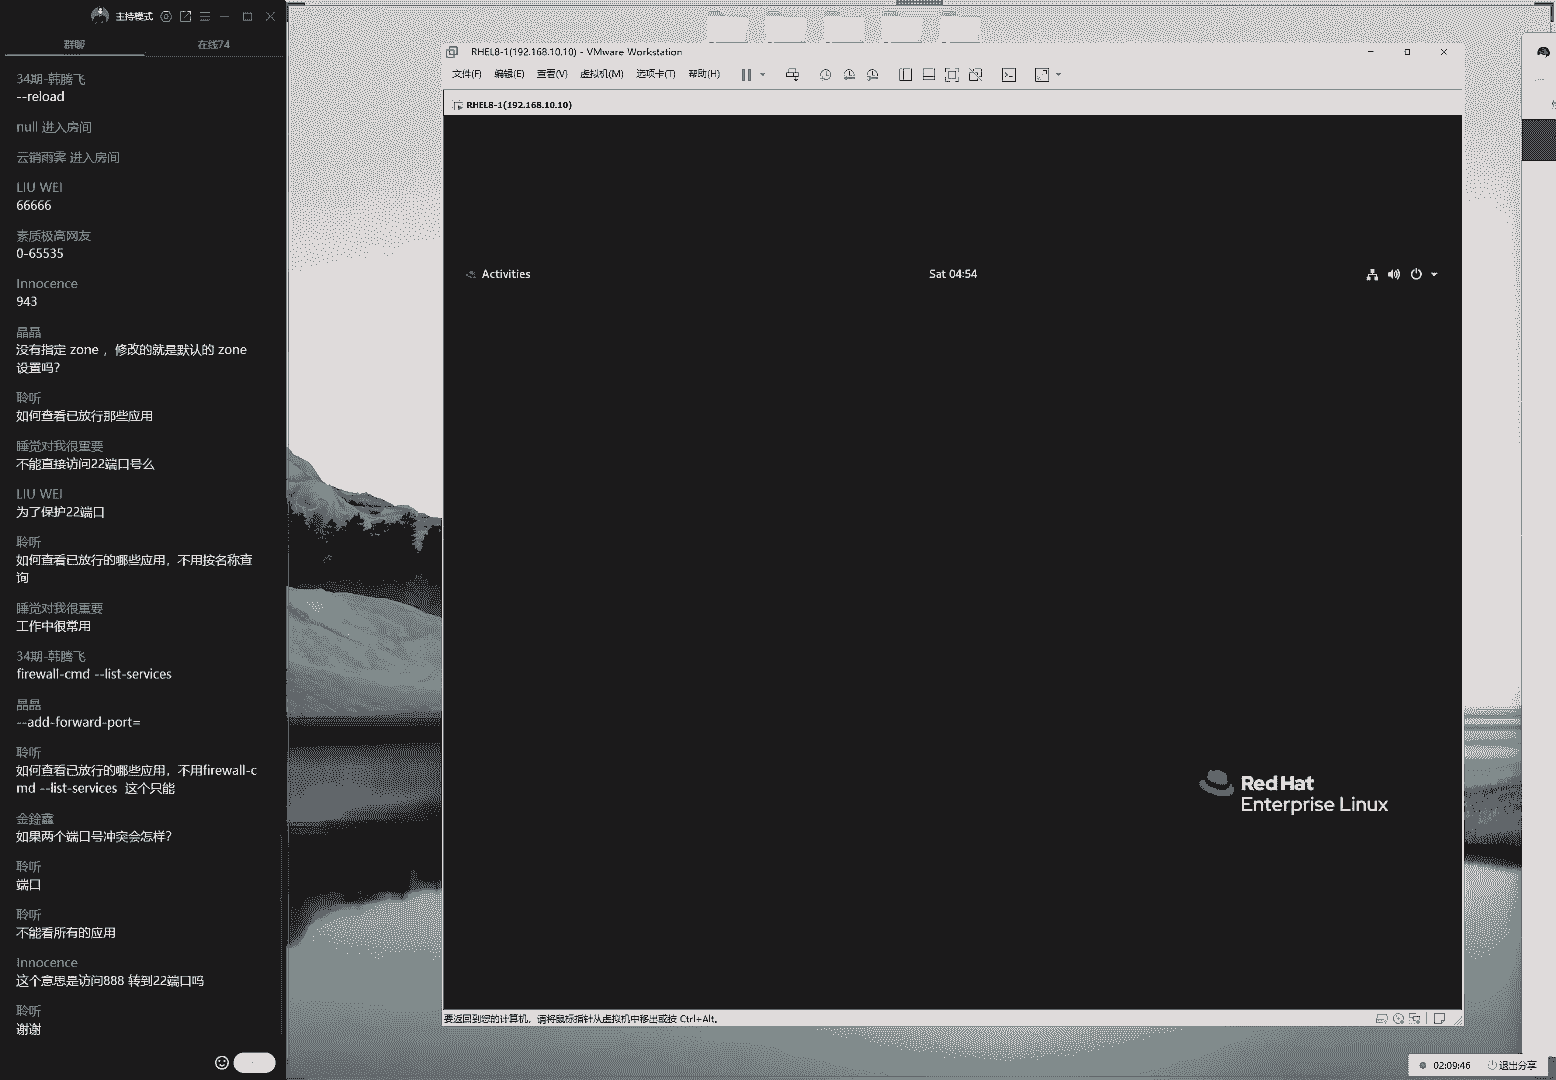 主持模式
群聊
在线74
34期-韩腾飞
--reload
null 进入房间
云销雨霁 进入房间
LIU WEI
66666
素质极高网友
0-65535
Innocence
943
晶晶
没有指定 zone ，修改的就是默认的 zone
设置吗？
聆听
如何查看已放行那些应用
睡觉对我很重要
不能直接访问22端口号么
LIU WEI
为了保护22端口
聆听
如何查看已放行的哪些应用，不用按名称查
询
睡觉对我很重要
工作中很常用
34期-韩腾飞
firewall-cmd --list-services
晶晶
--add-forward-port=
聆听
如何查看已放行的哪些应用，不用firewall-c
md --list-services 这个只能
金鍂鑫
如果两个端口号冲突会怎样？
聆听
端口
聆听
不能看所有的应用
Innocence
这个意思是访问888 转到22端口吗
聆听
谢谢
RHEL8-1(192.168.10.10) - VMware Workstation
文件(F) 编辑(E) 查看(V) 虚拟机(M) 选项卡(T) 帮助(H)
RHEL8-1(192.168.10.10)
Activities
Sat 04:54
Red Hat
Enterprise Linux
要返回到您的计算机，请将鼠标指针从虚拟机中移出或按 Ctrl+Alt。
02:09:46
退出分享